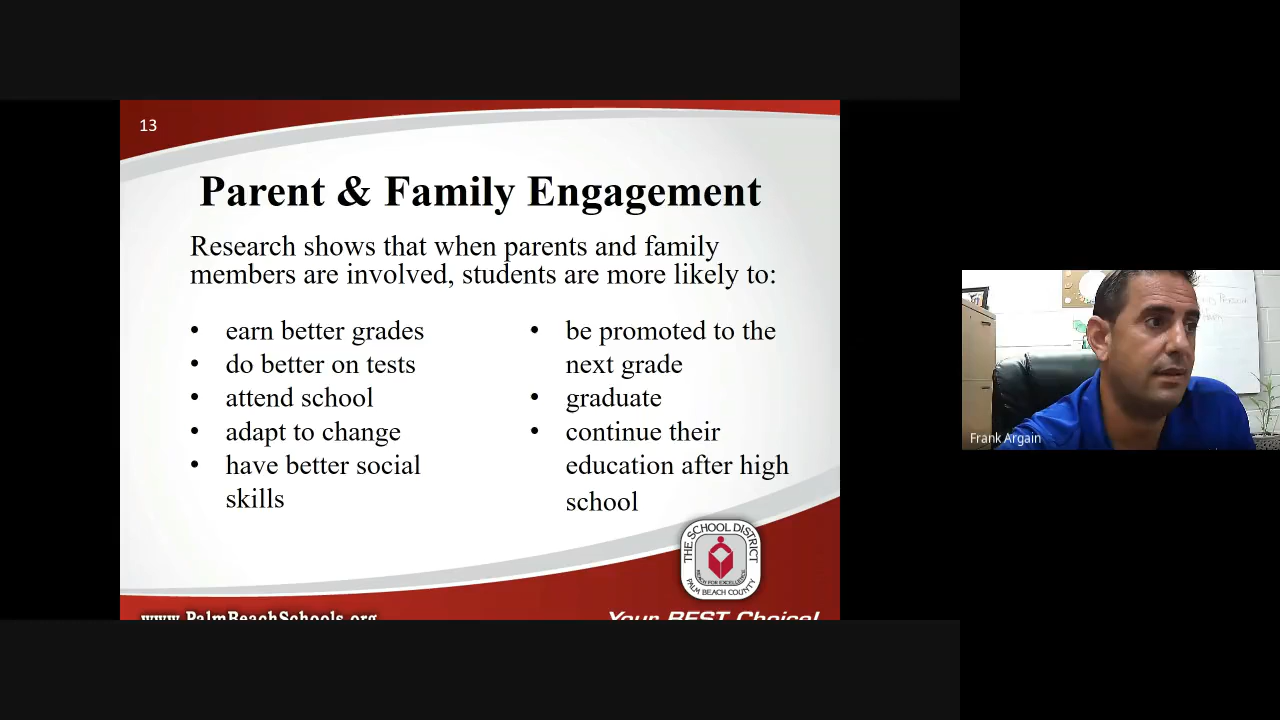 13
Parent & Family Engagement
Research shows that when parents and family
members are involved, students are more likely to:
• earn better grades
• do better on tests
• attend school
• adapt to change
• have better social
skills
• be promoted to the
next grade
• graduate
• continue their
education after high
school
THE SCHOOL DISTRICT
REACH FOR EXCELLENCE
PALM BEACH COUNTY
www.PalmBeachSchools.org
Your BEST Choice!
Frank Argain